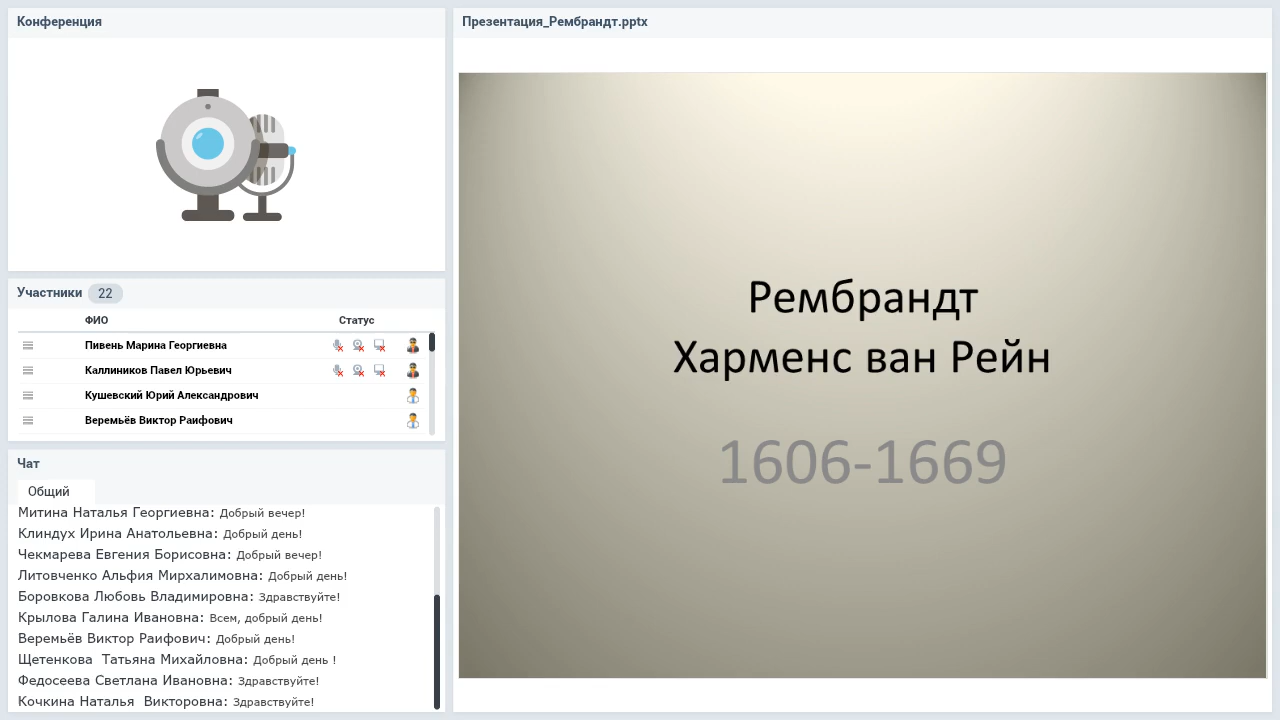 Конференция
Участники 22
ФИО Статус
Пивень Марина Георгиевна
Каллиников Павел Юрьевич
Кушевский Юрий Александрович
Веремьёв Виктор Раифович
Чат
Общий
Митина Наталья Георгиевна: Добрый вечер!
Клиндух Ирина Анатольевна: Добрый день!
Чекмарева Евгения Борисовна: Добрый вечер!
Литовченко Альфия Мирхалимовна: Добрый день!
Боровкова Любовь Владимировна: Здравствуйте!
Крылова Галина Ивановна: Всем, добрый день!
Веремьёв Виктор Раифович: Добрый день!
Щетенкова  Татьяна Михайловна: Добрый день !
Федосеева Светлана Ивановна: Здравствуйте!
Кочкина Наталья  Викторовна: Здравствуйте!
Презентация_Рембрандт.pptx
Рембрандт
Харменс ван Рейн
1606-1669